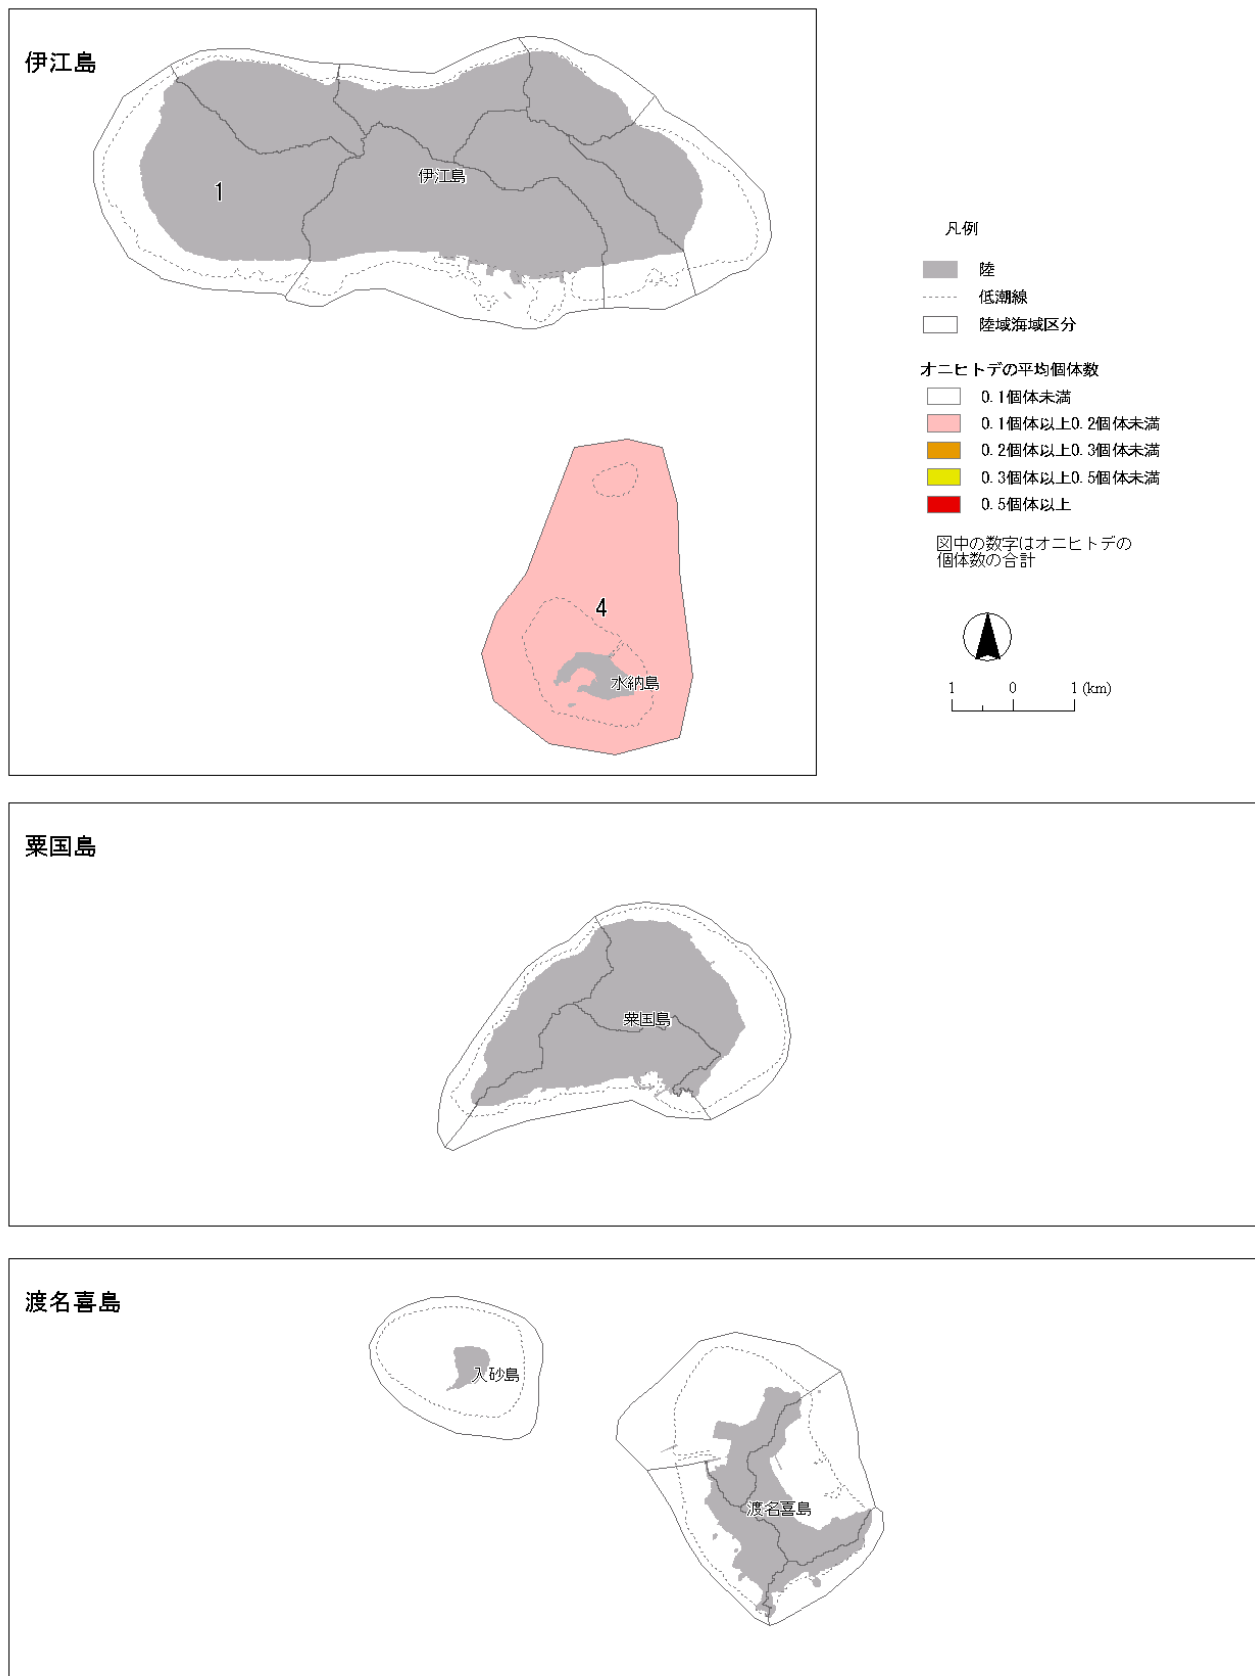 伊江島
伊江島
1
凡例
陸
低潮線
陸域海域区分
オニヒトデの平均個体数
0.1個体未満
0.1個体以上0.2個体未満
0.2個体以上0.3個体未満
0.3個体以上0.5個体未満
0.5個体以上
図中の数字はオニヒトデの
個体数の合計
4
水納島
1 0 1 (km)
粟国島
粟国島
渡名喜島
入砂島
渡名喜島